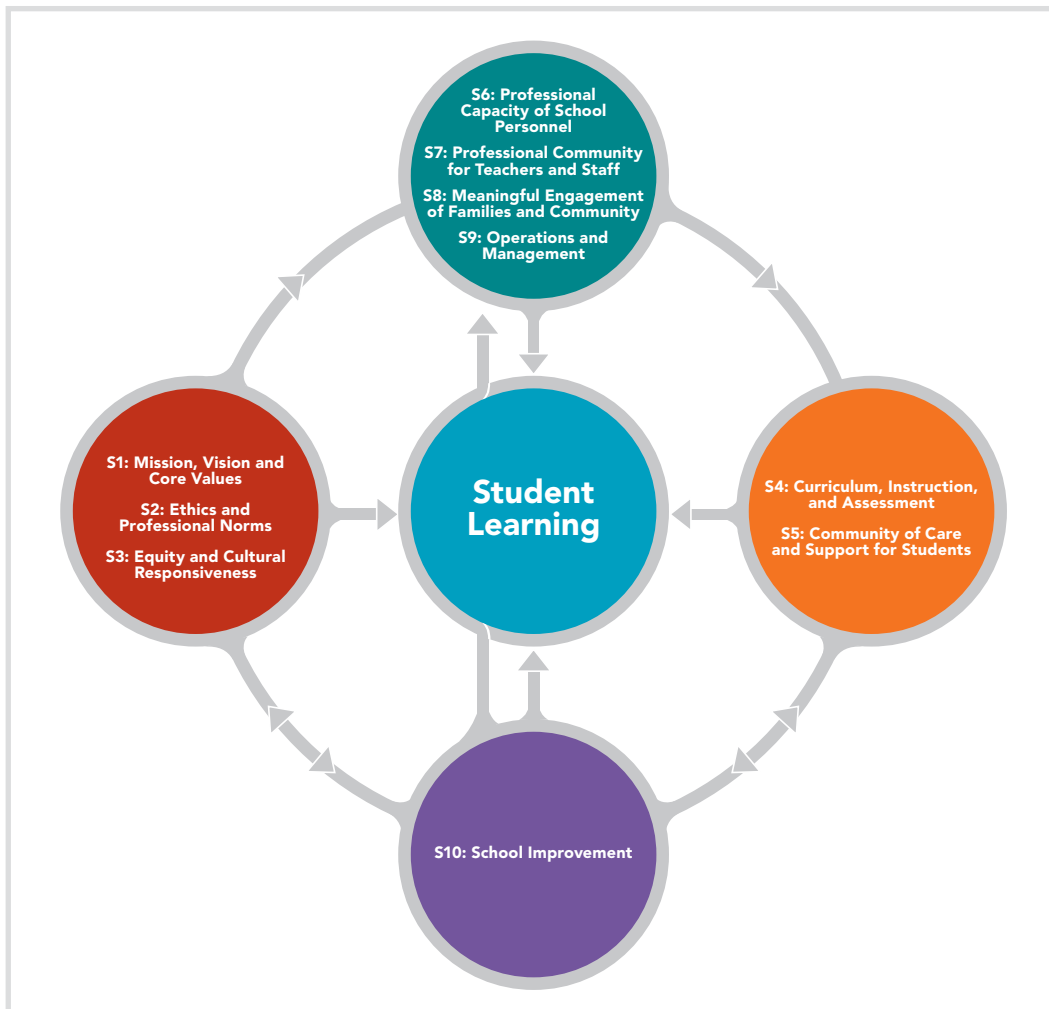 S6: Professional
Capacity of School
Personnel
S7: Professional Community
for Teachers and Staff
S8: Meaningful Engagement
of Families and Community
S9: Operations and
Management
S1: Mission, Vision and
Core Values
S2: Ethics and
Professional Norms
S3: Equity and Cultural
Responsiveness
Student
Learning
S4: Curriculum, Instruction,
and Assessment
S5: Community of Care
and Support for Students
S10: School Improvement